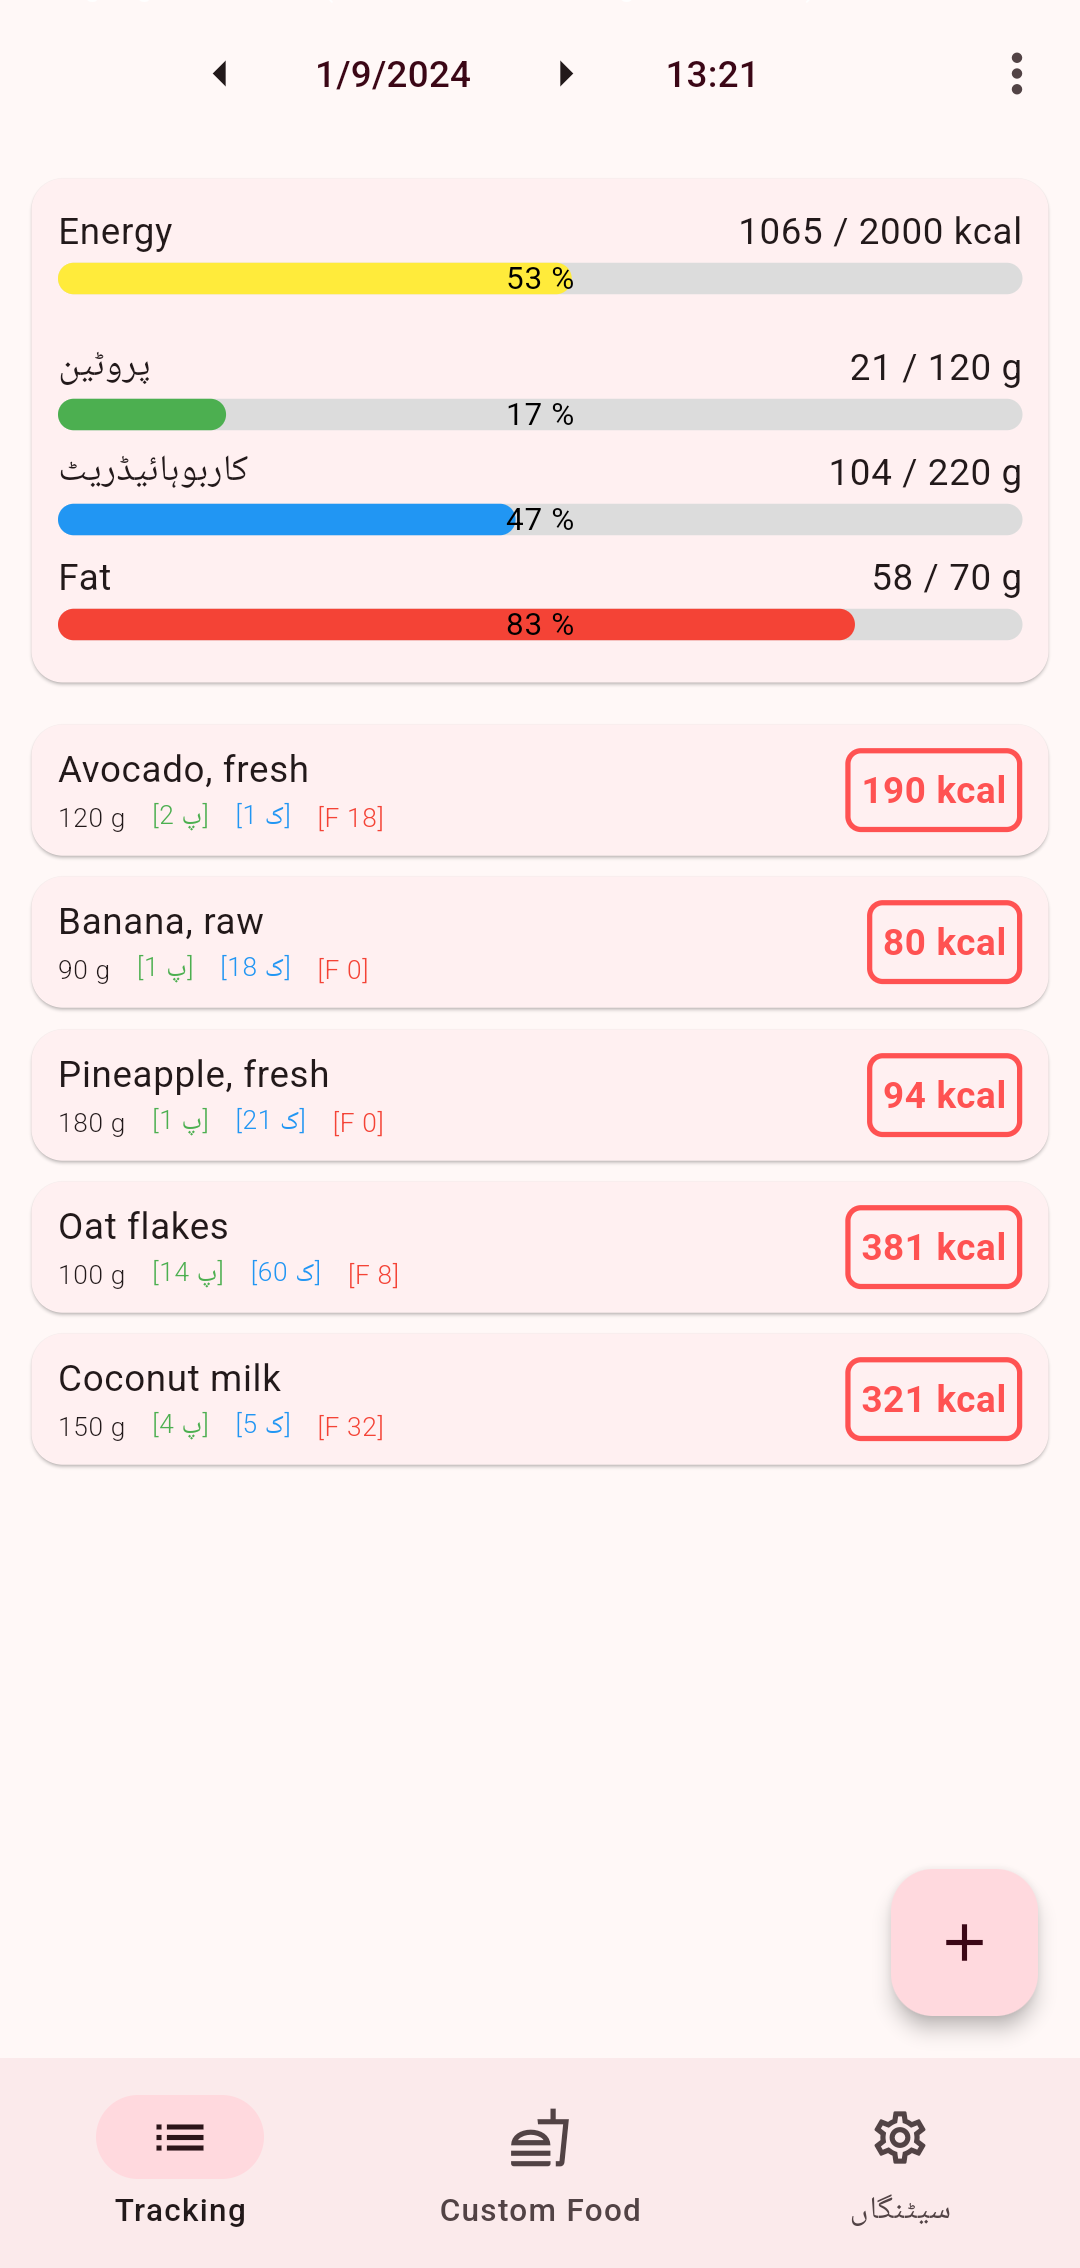 1/9/2024 13:21
Energy 1065 / 2000 kcal
53 %
پروٹین 21 / 120 g
17 %
کاربوہائیڈریٹ 104 / 220 g
47 %
Fat 58 / 70 g
83 %
Avocado, fresh
120 g [2 پ] [1 ک] [F 18]
190 kcal
Banana, raw
90 g [1 پ] [18 ک] [F 0]
80 kcal
Pineapple, fresh
180 g [1 پ] [21 ک] [F 0]
94 kcal
Oat flakes
100 g [14 پ] [60 ک] [F 8]
381 kcal
Coconut milk
150 g [4 پ] [5 ک] [F 32]
321 kcal
Tracking
Custom Food
سیٹنگاں